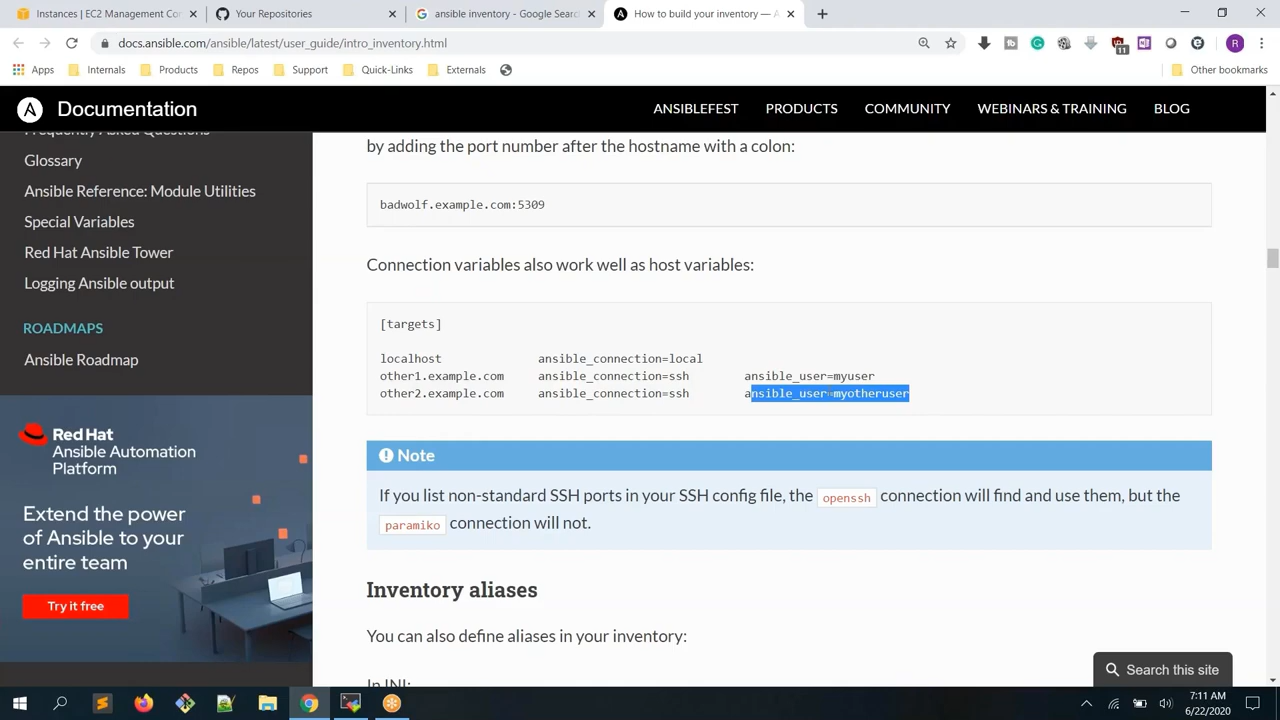 Instances | EC2 Management Con
Your Repositories
ansible inventory - Google Search
How to build your inventory — A
docs.ansible.com/ansible/latest/user_guide/intro_inventory.html
11
R
Apps
Internals
Products
Repos
Support
Quick-Links
Externals
Other bookmarks
Documentation
ANSIBLEFEST
PRODUCTS
COMMUNITY
WEBINARS & TRAINING
BLOG
Frequently Asked Questions
Glossary
Ansible Reference: Module Utilities
Special Variables
Red Hat Ansible Tower
Logging Ansible output
ROADMAPS
Ansible Roadmap
Red Hat
Ansible Automation
Platform
Extend the power
of Ansible to your
entire team
Try it free
by adding the port number after the hostname with a colon:
badwolf.example.com:5309
Connection variables also work well as host variables:
[targets]
localhost ansible_connection=local
other1.example.com ansible_connection=ssh ansible_user=myuser
other2.example.com ansible_connection=ssh ansible_user=myotheruser
Note
If you list non-standard SSH ports in your SSH config file, the openssh connection will find and use them, but the
paramiko connection will not.
Inventory aliases
You can also define aliases in your inventory:
In INI:
Search this site
7:11 AM
6/22/2020